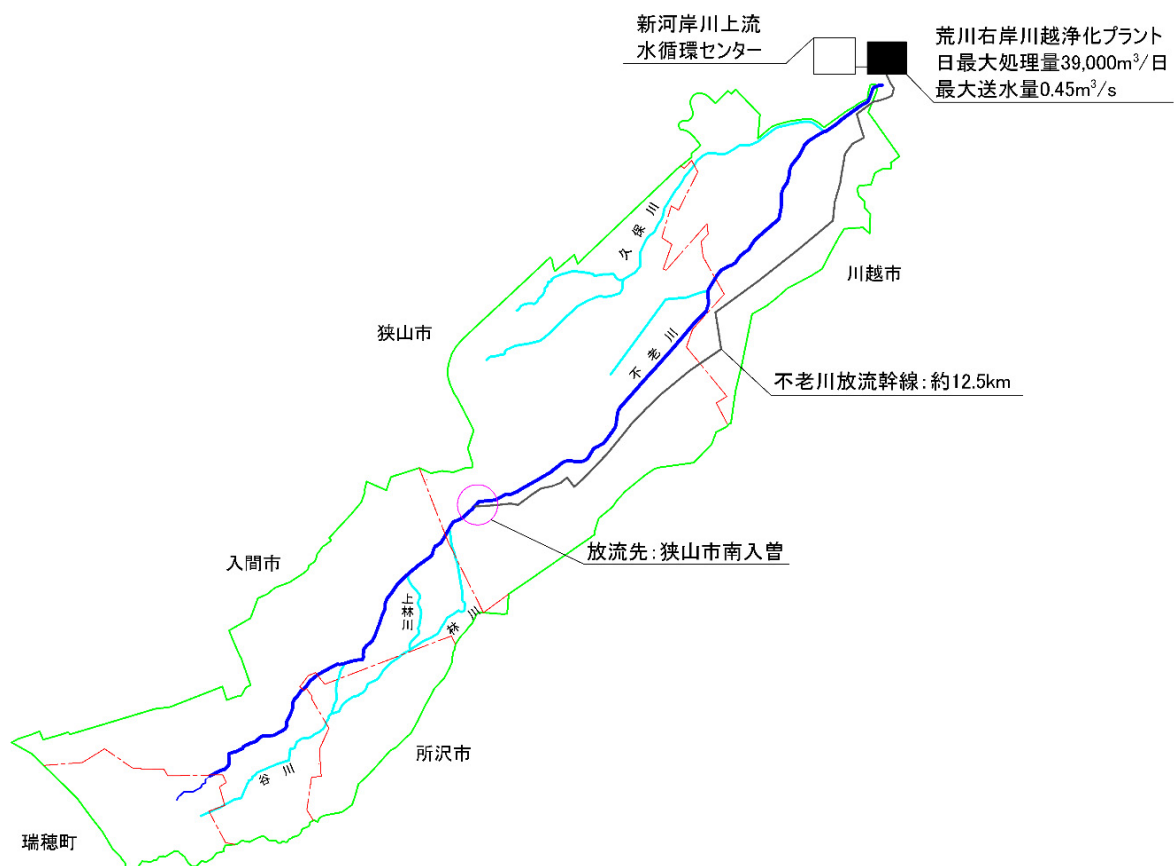 新河岸川上流
水循環センター
荒川右岸川越浄化プラント
日最大処理量39,000m³/日
最大送水量0.45m³/s
久保川
川越市
狭山市
不老川
不老川放流幹線：約12.5km
放流先：狭山市南入曽
入間市
上林川
林川
所沢市
谷川
瑞穂町